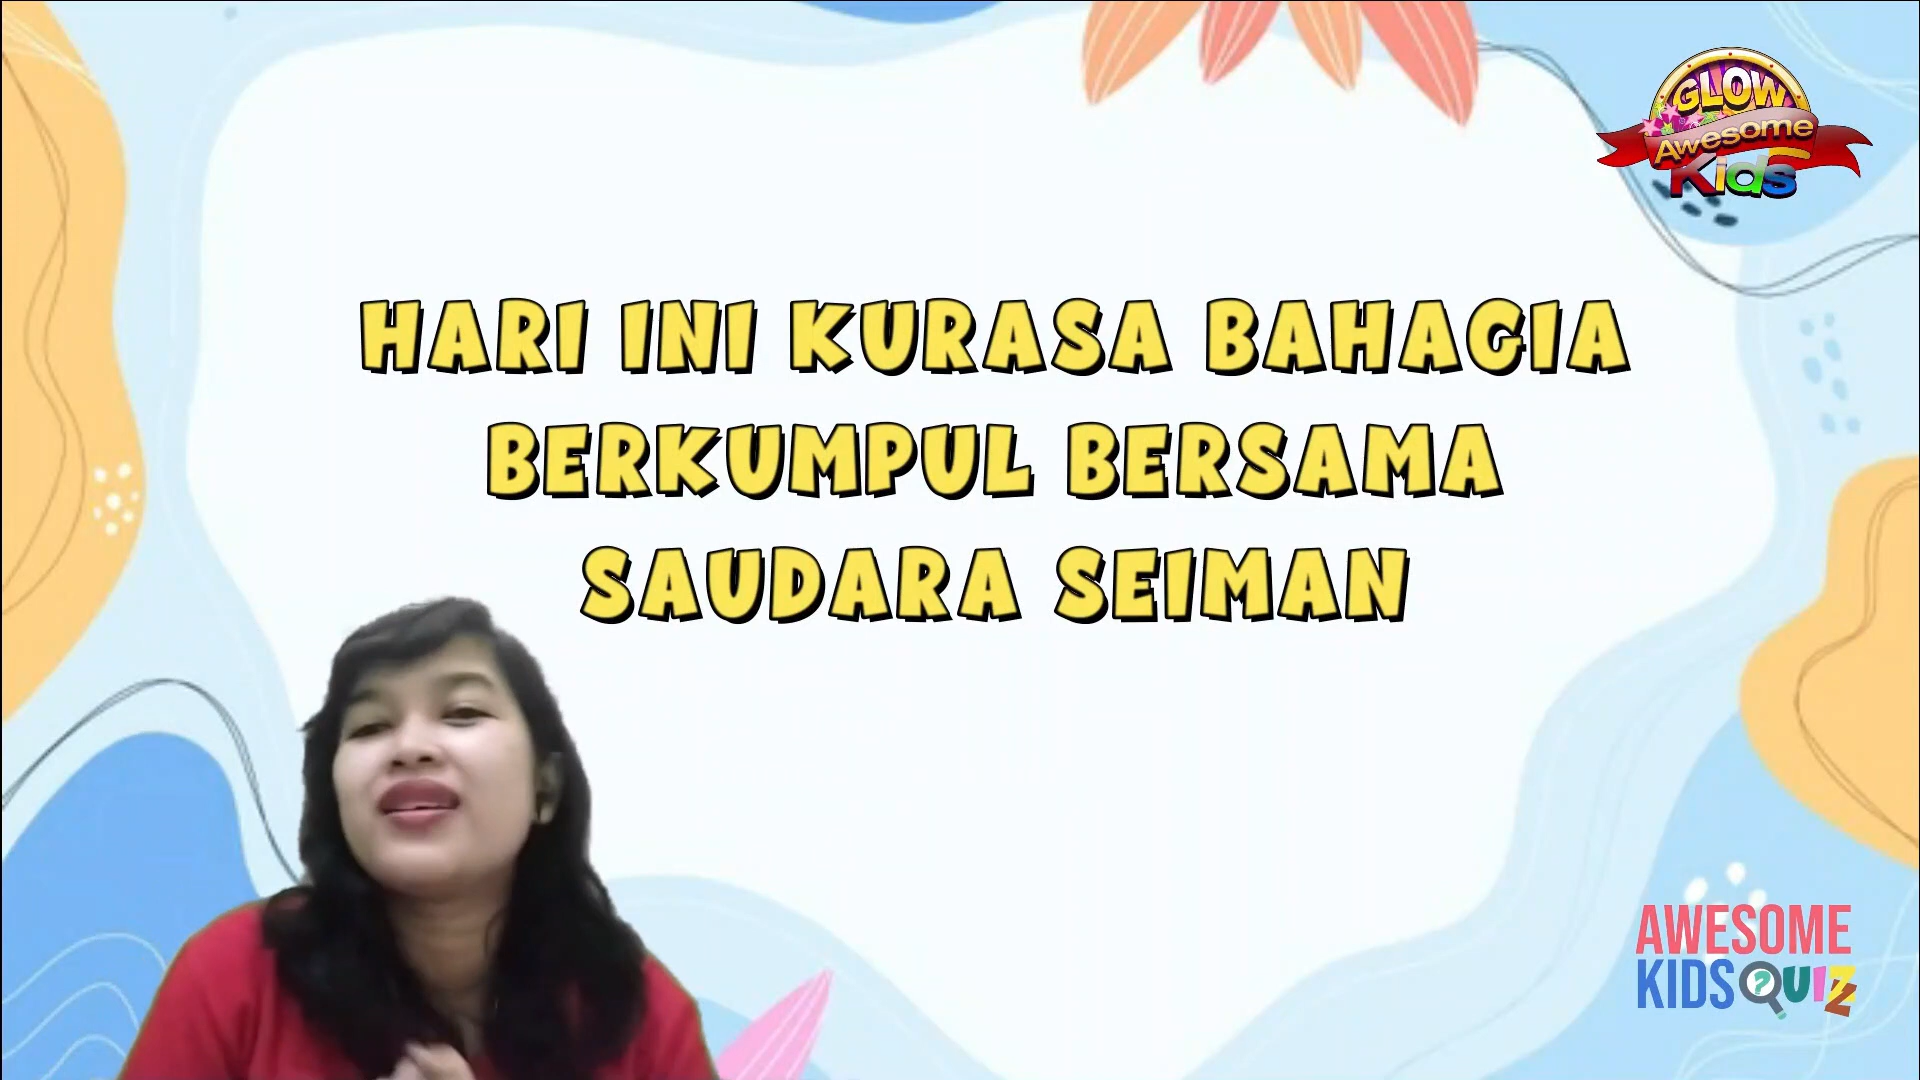 GLOW
Awesome
Kids
HARI INI KURASA BAHAGIA
BERKUMPUL BERSAMA
SAUDARA SEIMAN
AWESOME
KIDS QUIZ